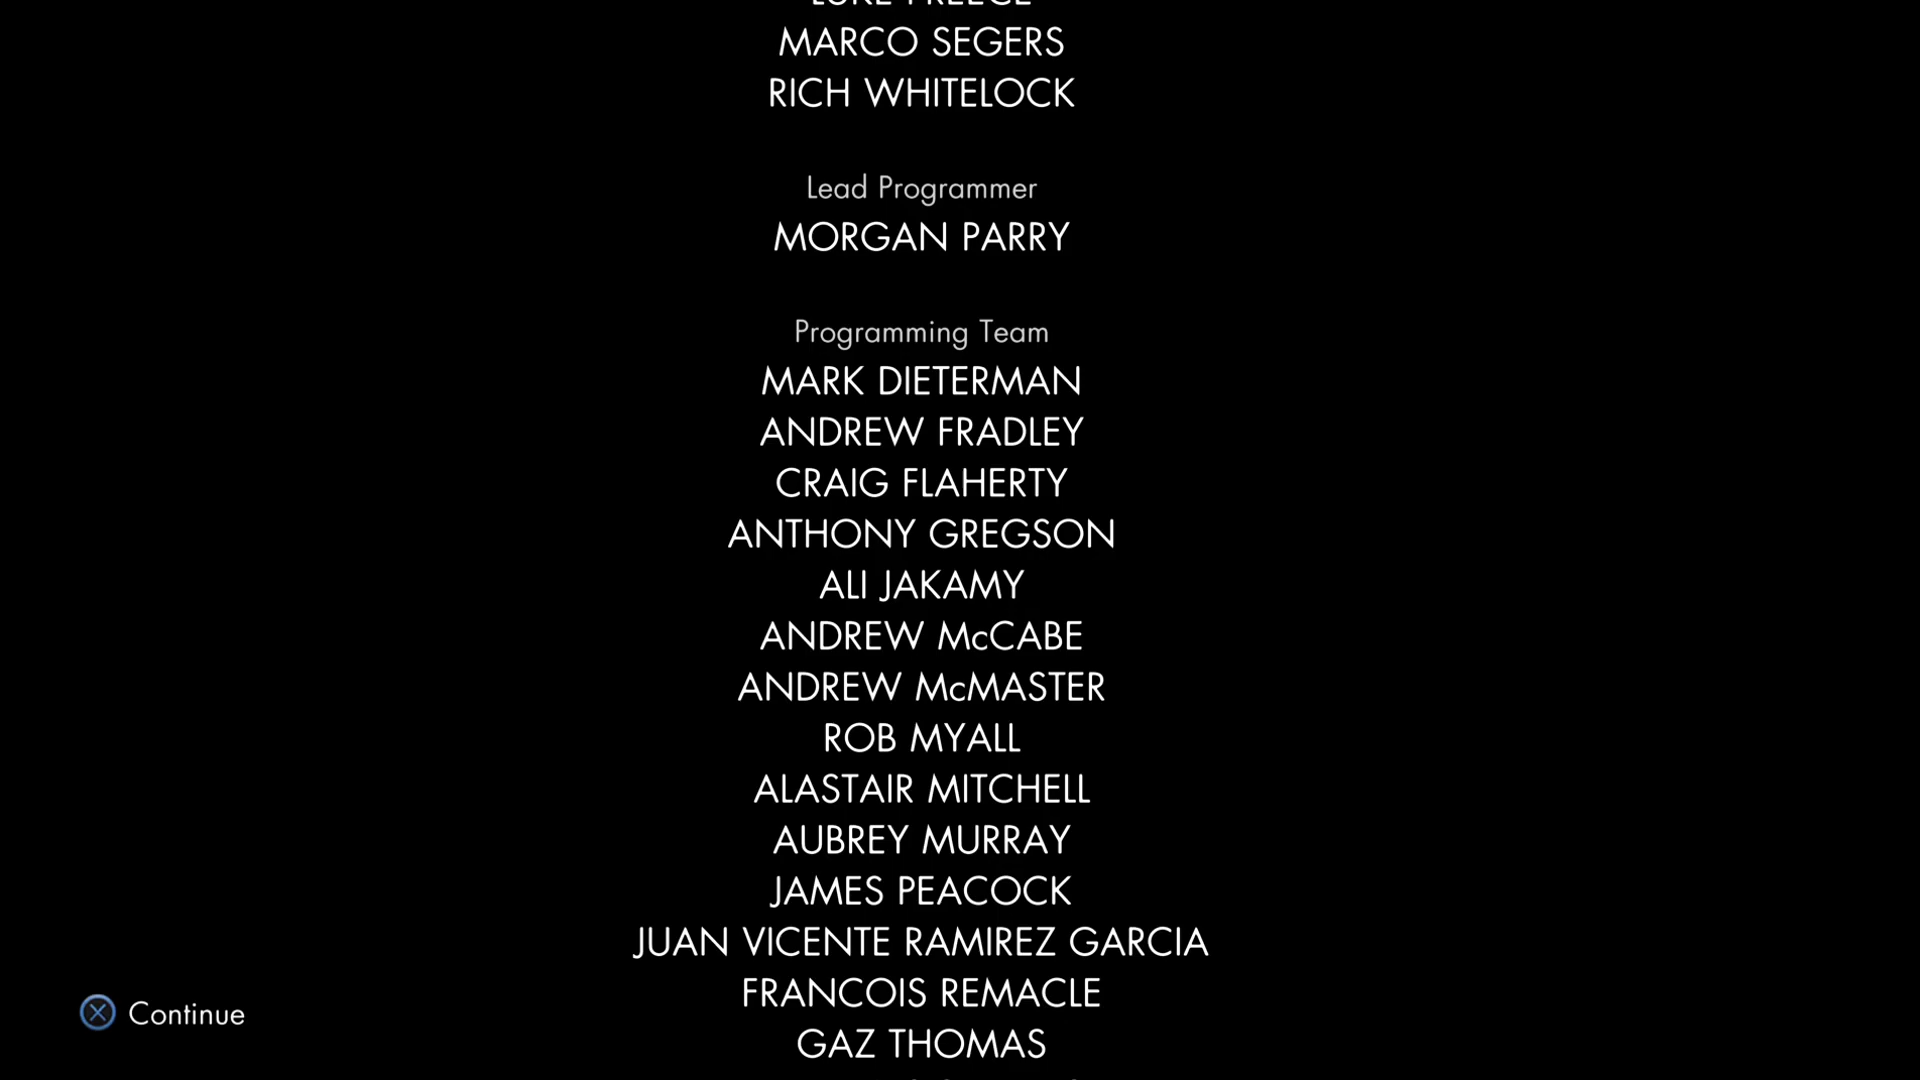 MARCO SEGERS
RICH WHITELOCK
Lead Programmer
MORGAN PARRY
Programming Team
MARK DIETERMAN
ANDREW FRADLEY
CRAIG FLAHERTY
ANTHONY GREGSON
ALI JAKAMY
ANDREW McCABE
ANDREW McMASTER
ROB MYALL
ALASTAIR MITCHELL
AUBREY MURRAY
JAMES PEACOCK
JUAN VICENTE RAMIREZ GARCIA
FRANCOIS REMACLE
Continue
GAZ THOMAS